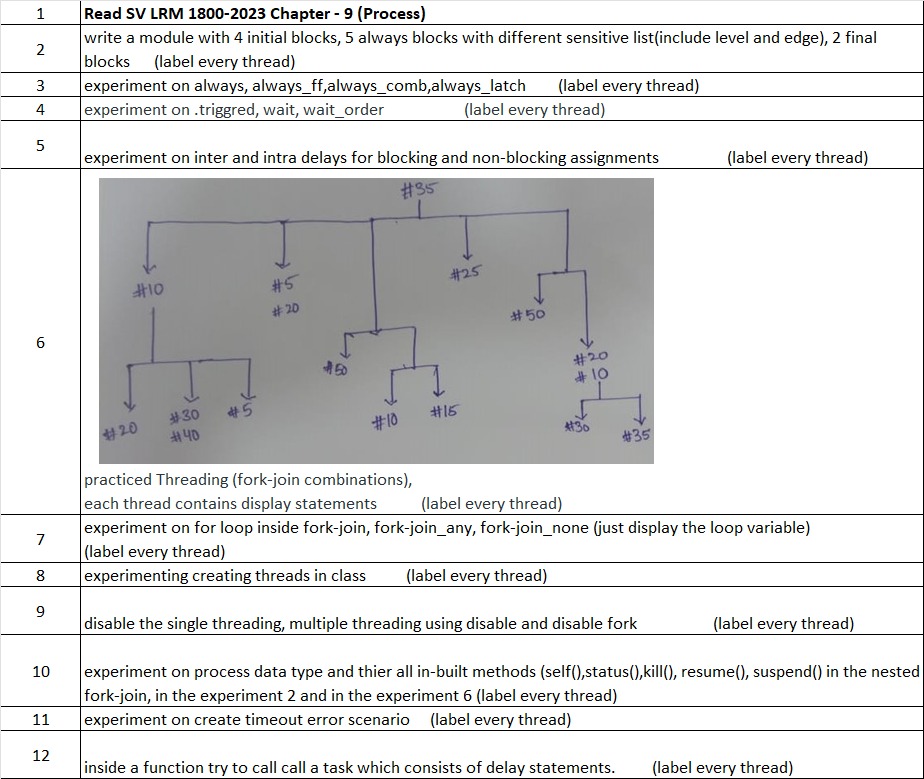 1 Read SV LRM 1800-2023 Chapter - 9 (Process)
2 write a module with 4 initial blocks, 5 always blocks with different sensitive list(include level and edge), 2 final
blocks (label every thread)
3 experiment on always, always_ff,always_comb,always_latch (label every thread)
4 experiment on .triggred, wait, wait_order (label every thread)
5 experiment on inter and intra delays for blocking and non-blocking assignments (label every thread)
6
#35
#10 #5 #25
#20
#50 #50
#20
#10
#20 #30 #5 #10 #15 #30 #35
#40
practiced Threading (fork-join combinations),
each thread contains display statements (label every thread)
7 experiment on for loop inside fork-join, fork-join_any, fork-join_none (just display the loop variable)
(label every thread)
8 experimenting creating threads in class (label every thread)
9 disable the single threading, multiple threading using disable and disable fork (label every thread)
10 experiment on process data type and thier all in-built methods (self(),status(),kill(), resume(), suspend() in the nested
fork-join, in the experiment 2 and in the experiment 6 (label every thread)
11 experiment on create timeout error scenario (label every thread)
12 inside a function try to call call a task which consists of delay statements. (label every thread)